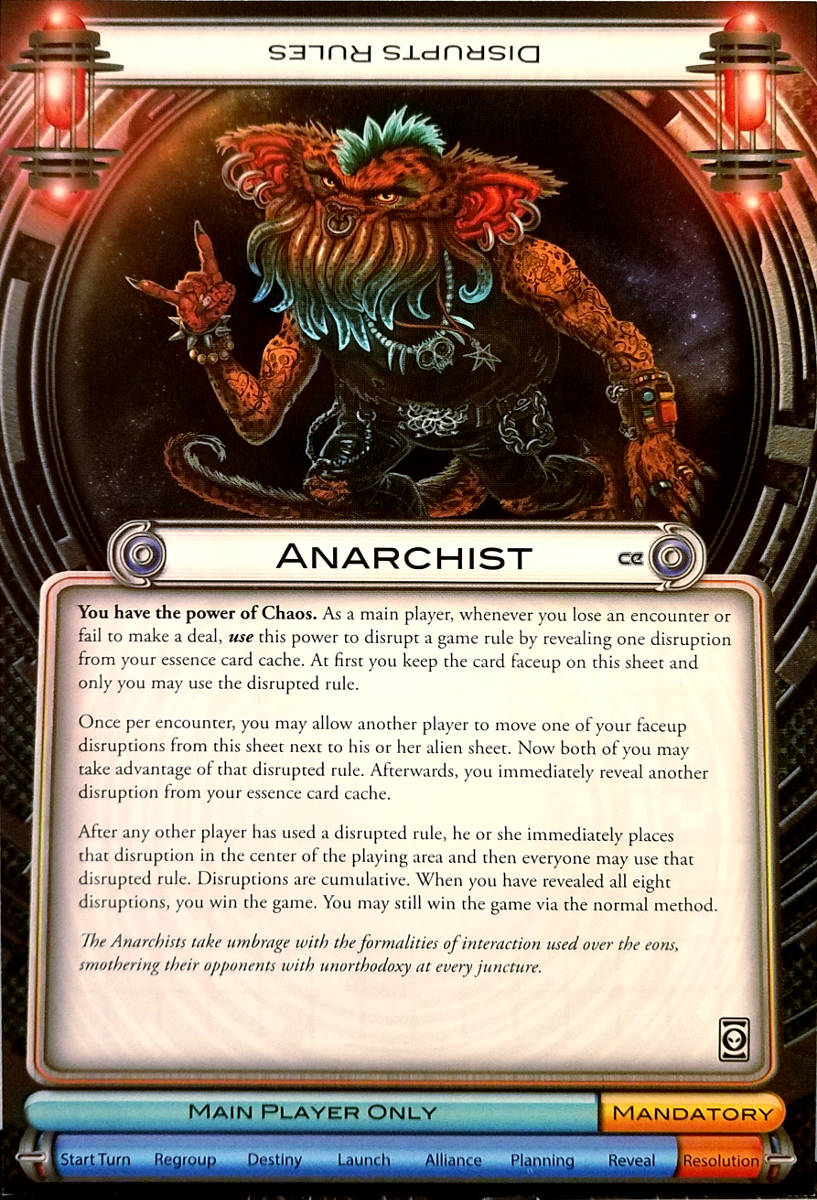 DISRUPTS RULES
ANARCHIST
ce
You have the power of Chaos. As a main player, whenever you lose an encounter or
fail to make a deal, use this power to disrupt a game rule by revealing one disruption
from your essence card cache. At first you keep the card faceup on this sheet and
only you may use the disrupted rule.
Once per encounter, you may allow another player to move one of your faceup
disruptions from this sheet next to his or her alien sheet. Now both of you may
take advantage of that disrupted rule. Afterwards, you immediately reveal another
disruption from your essence card cache.
After any other player has used a disrupted rule, he or she immediately places
that disruption in the center of the playing area and then everyone may use that
disrupted rule. Disruptions are cumulative. When you have revealed all eight
disruptions, you win the game. You may still win the game via the normal method.
The Anarchists take umbrage with the formalities of interaction used over the eons,
smothering their opponents with unorthodoxy at every juncture.
MAIN PLAYER ONLY MANDATORY
Start Turn Regroup Destiny Launch Alliance Planning Reveal Resolution